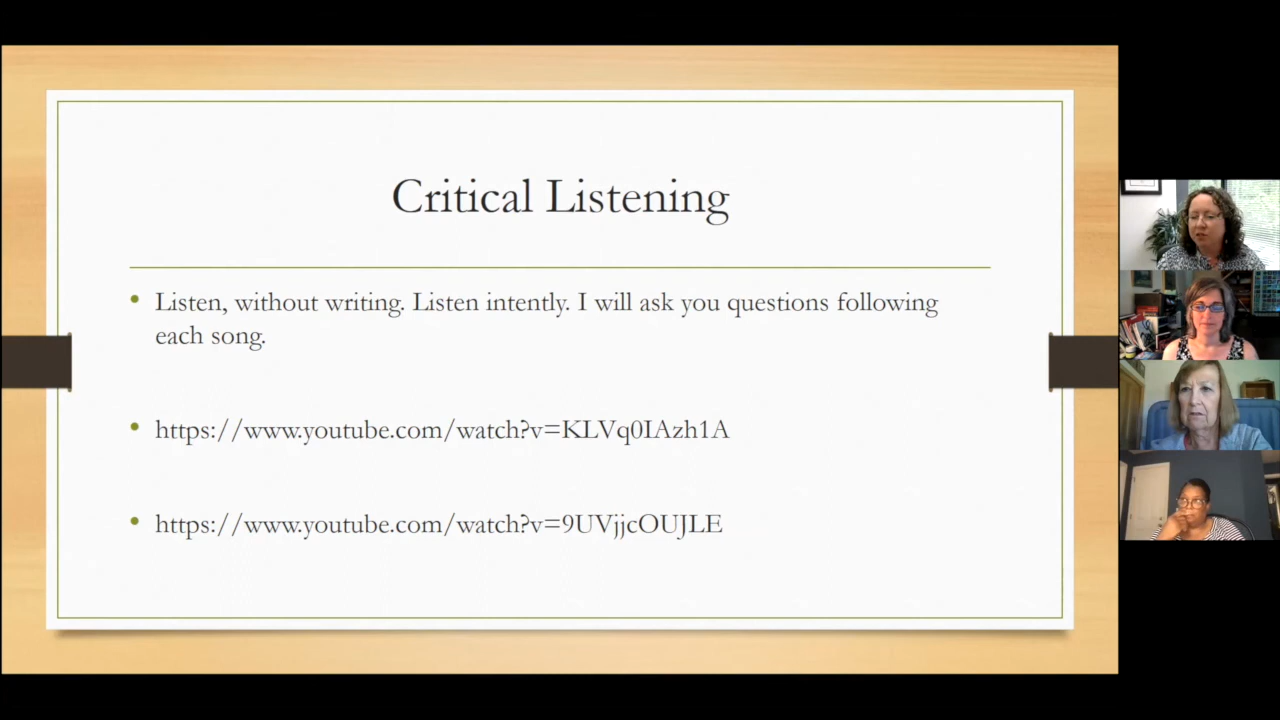 Critical Listening
• Listen, without writing. Listen intently. I will ask you questions following
each song.
• https://www.youtube.com/watch?v=KLVq0IAzh1A
• https://www.youtube.com/watch?v=9UVjjcOUJLE